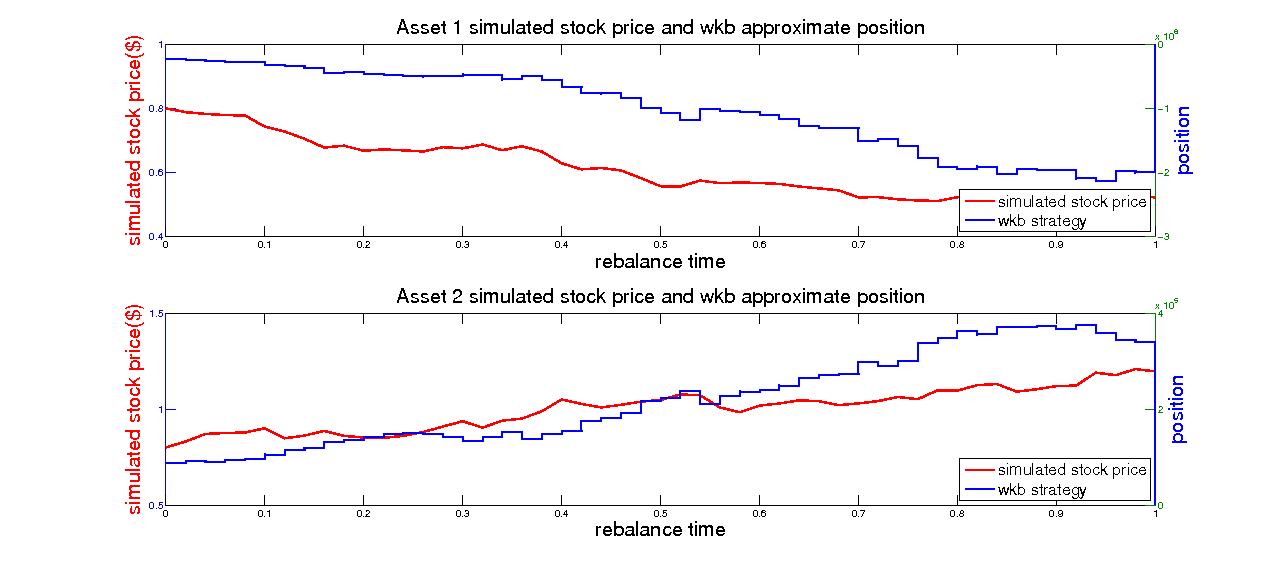 Asset 1 simulated stock price and wkb approximate position
simulated stock price($)
1
0.8
0.6
0.4
0 0.1 0.2 0.3 0.4 0.5 0.6 0.7 0.8 0.9 1
rebalance time
0
-1
-2
-3
position
simulated stock price
wkb strategy
Asset 2 simulated stock price and wkb approximate position
simulated stock price($)
1.5
1
0.5
0 0.1 0.2 0.3 0.4 0.5 0.6 0.7 0.8 0.9 1
rebalance time
4
2
0
position
simulated stock price
wkb strategy